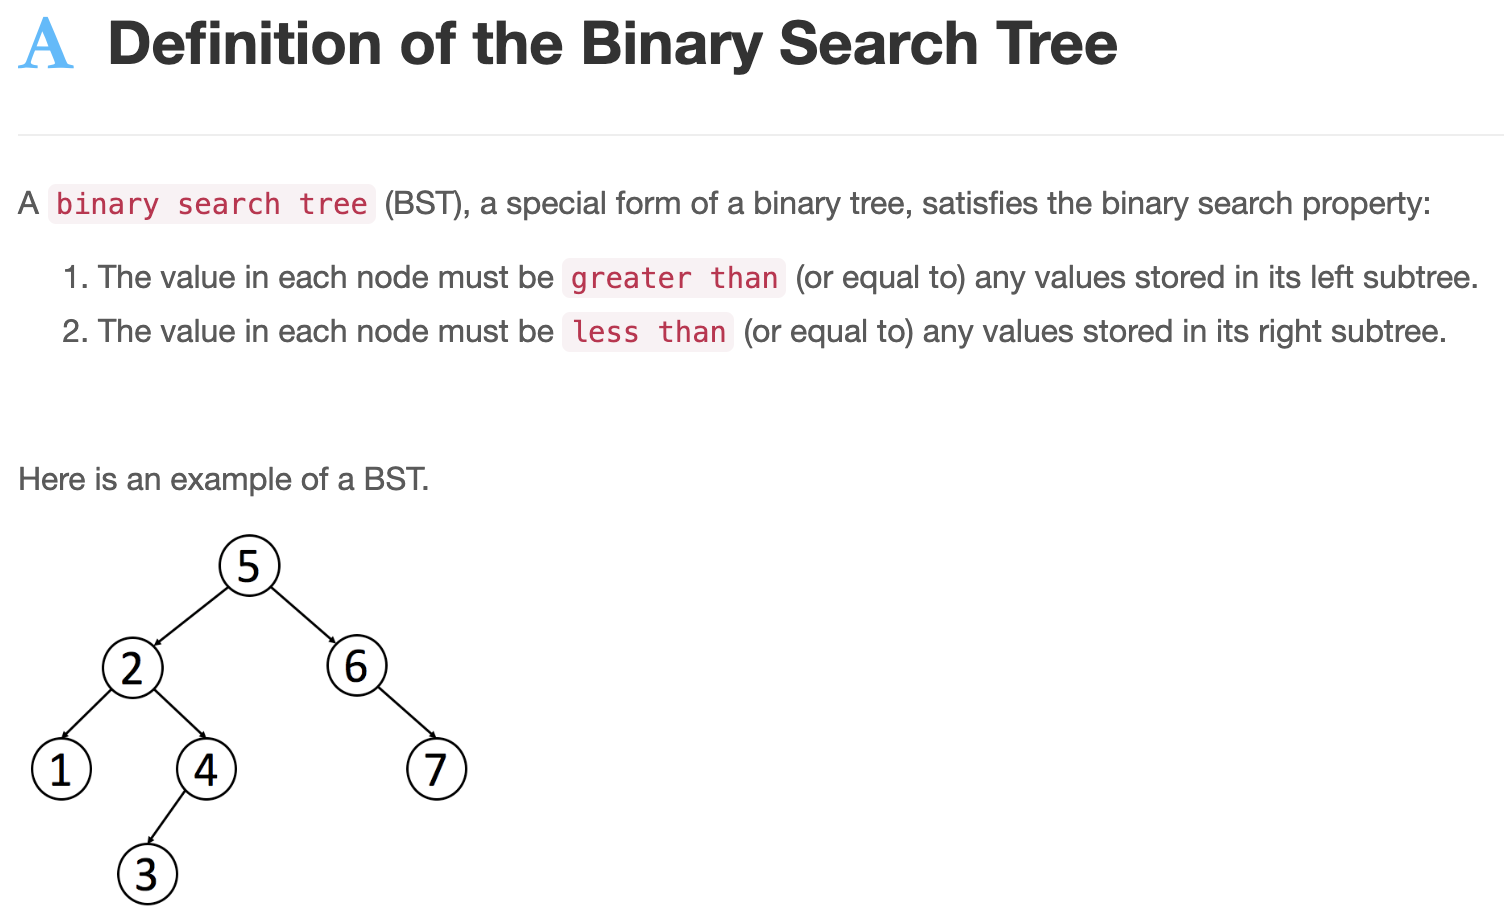 A Definition of the Binary Search Tree
A binary search tree (BST), a special form of a binary tree, satisfies the binary search property:
1. The value in each node must be greater than (or equal to) any values stored in its left subtree.
2. The value in each node must be less than (or equal to) any values stored in its right subtree.
Here is an example of a BST.
5
2 6
1 4 7
3